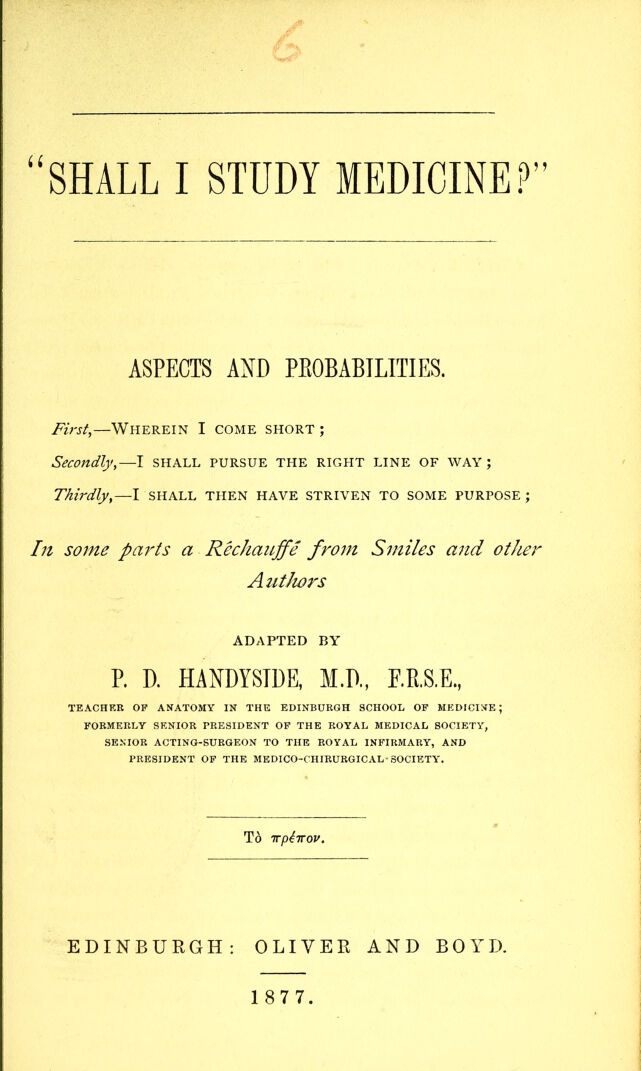 6
"SHALL I STUDY MEDICINE?"
ASPECTS AND PROBABILITIES.
First,—WHEREIN I COME SHORT;
Secondly,—I SHALL PURSUE THE RIGHT LINE OF WAY;
Thirdly,—I SHALL THEN HAVE STRIVEN TO SOME PURPOSE;
In some parts a Réchauffé from Smiles and other
Authors
ADAPTED BY
P. D. HANDYSIDE, M.D., F.R.S.E.,
TEACHER OF ANATOMY IN THE EDINBURGH SCHOOL OF MEDICINE;
FORMERLY SENIOR PRESIDENT OF THE ROYAL MEDICAL SOCIETY,
SENIOR ACTING-SURGEON TO THE ROYAL INFIRMARY, AND
PRESIDENT OF THE MEDICO-CHIRURGICAL-SOCIETY.
Τὸ πρέπον.
EDINBURGH: OLIVER AND BOYD.
1877.